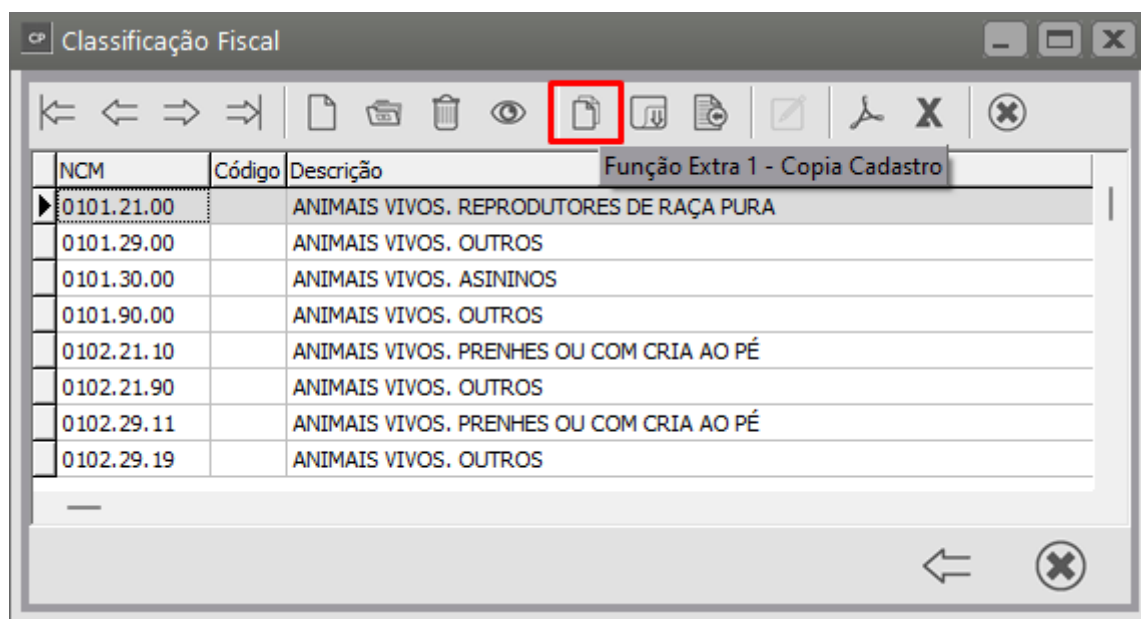 CP Classificação Fiscal
X
Função Extra 1 - Copia Cadastro
NCM Código Descrição
0101.21.00 ANIMAIS VIVOS. REPRODUTORES DE RAÇA PURA
0101.29.00 ANIMAIS VIVOS. OUTROS
0101.30.00 ANIMAIS VIVOS. ASININOS
0101.90.00 ANIMAIS VIVOS. OUTROS
0102.21.10 ANIMAIS VIVOS. PRENHES OU COM CRIA AO PÉ
0102.21.90 ANIMAIS VIVOS. OUTROS
0102.29.11 ANIMAIS VIVOS. PRENHES OU COM CRIA AO PÉ
0102.29.19 ANIMAIS VIVOS. OUTROS